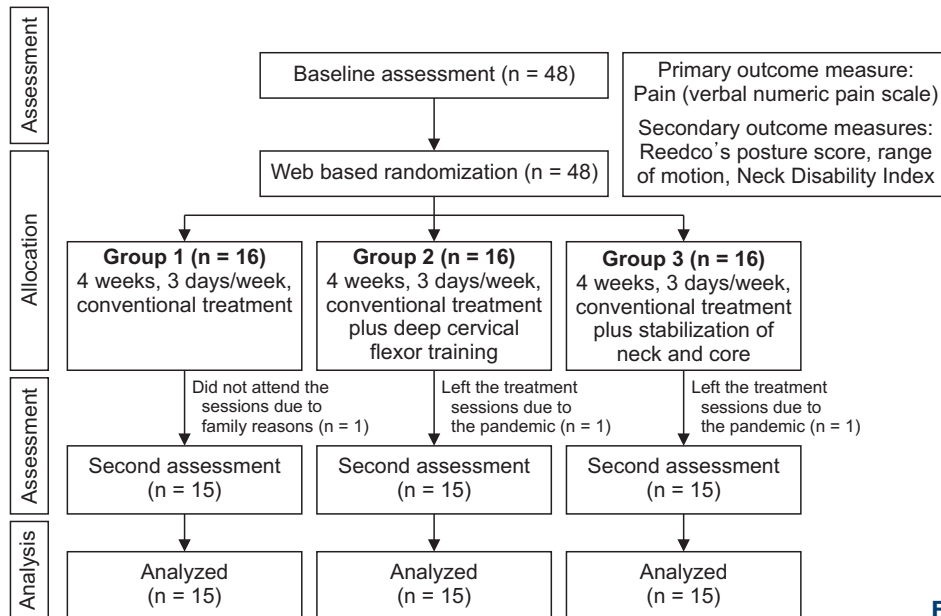 Assessment
Baseline assessment (n = 48)
Primary outcome measure:
Pain (verbal numeric pain scale)
Secondary outcome measures:
Reedco's posture score, range
of motion, Neck Disability Index
Allocation
Web based randomization (n = 48)
Group 1 (n = 16)
4 weeks, 3 days/week,
conventional treatment
Group 2 (n = 16)
4 weeks, 3 days/week,
conventional treatment
plus deep cervical
flexor training
Group 3 (n = 16)
4 weeks, 3 days/week,
conventional treatment
plus stabilization of
neck and core
Did not attend the
sessions due to
family reasons (n = 1)
Left the treatment
sessions due to
the pandemic (n = 1)
Left the treatment
sessions due to
the pandemic (n = 1)
Assessment
Second assessment
(n = 15)
Second assessment
(n = 15)
Second assessment
(n = 15)
Analysis
Analyzed
(n = 15)
Analyzed
(n = 15)
Analyzed
(n = 15)